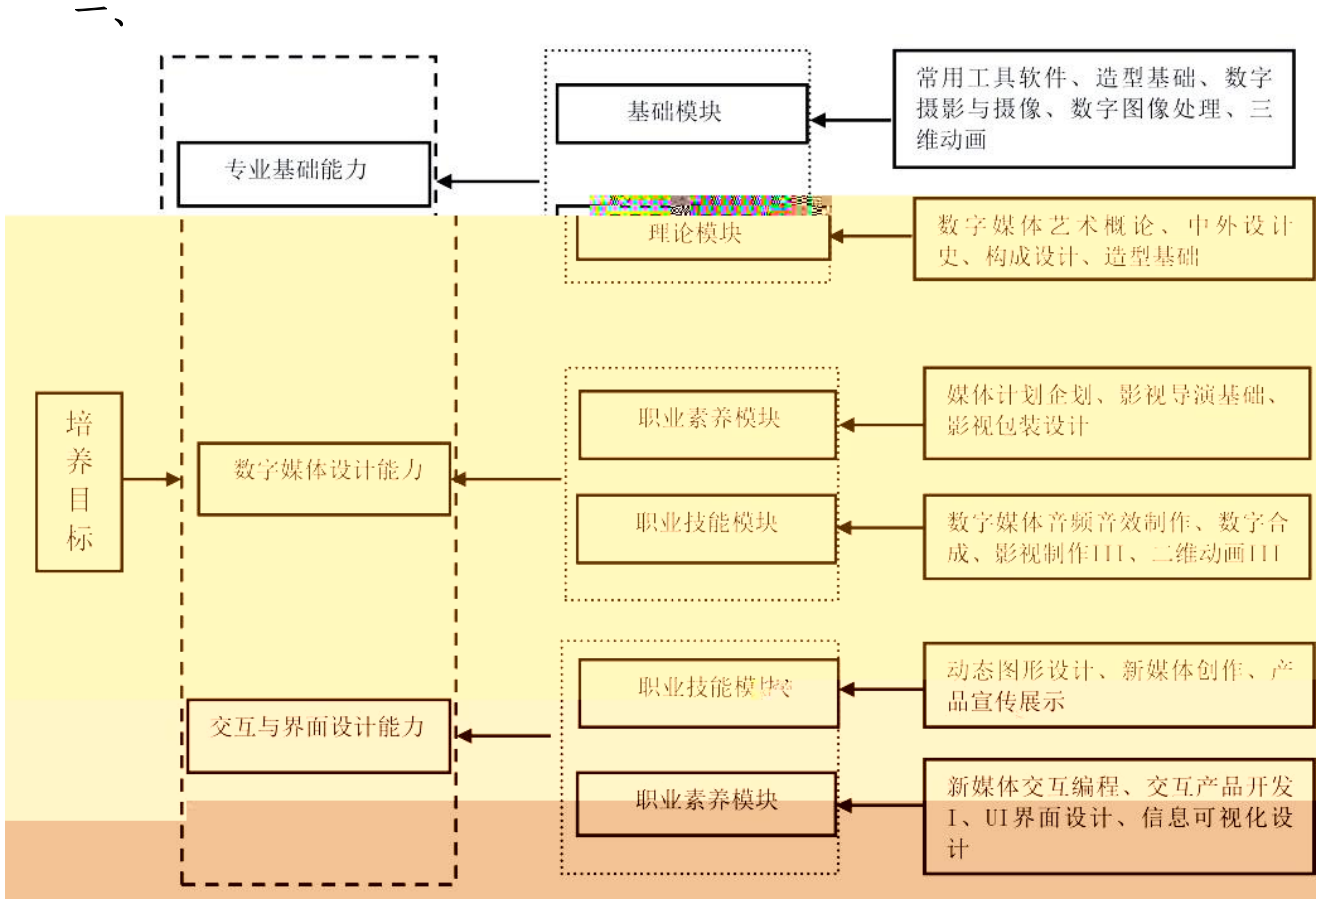 一、
常用工具软件、造型基础、数字
摄影与摄像、数字图像处理、三
维动画
基础模块
专业基础能力
理论模块
数字媒体艺术概论、中外设计
史、构成设计、造型基础
培
养
目
标
数字媒体设计能力
职业素养模块
媒体计划企划、影视导演基础、
影视包装设计
职业技能模块
数字媒体音频音效制作、数字合
成、影视制作III、二维动画III
交互与界面设计能力
职业技能模块
动态图形设计、新媒体创作、产
品宣传展示
职业素养模块
新媒体交互编程、交互产品开发
I、UI界面设计、信息可视化设
计